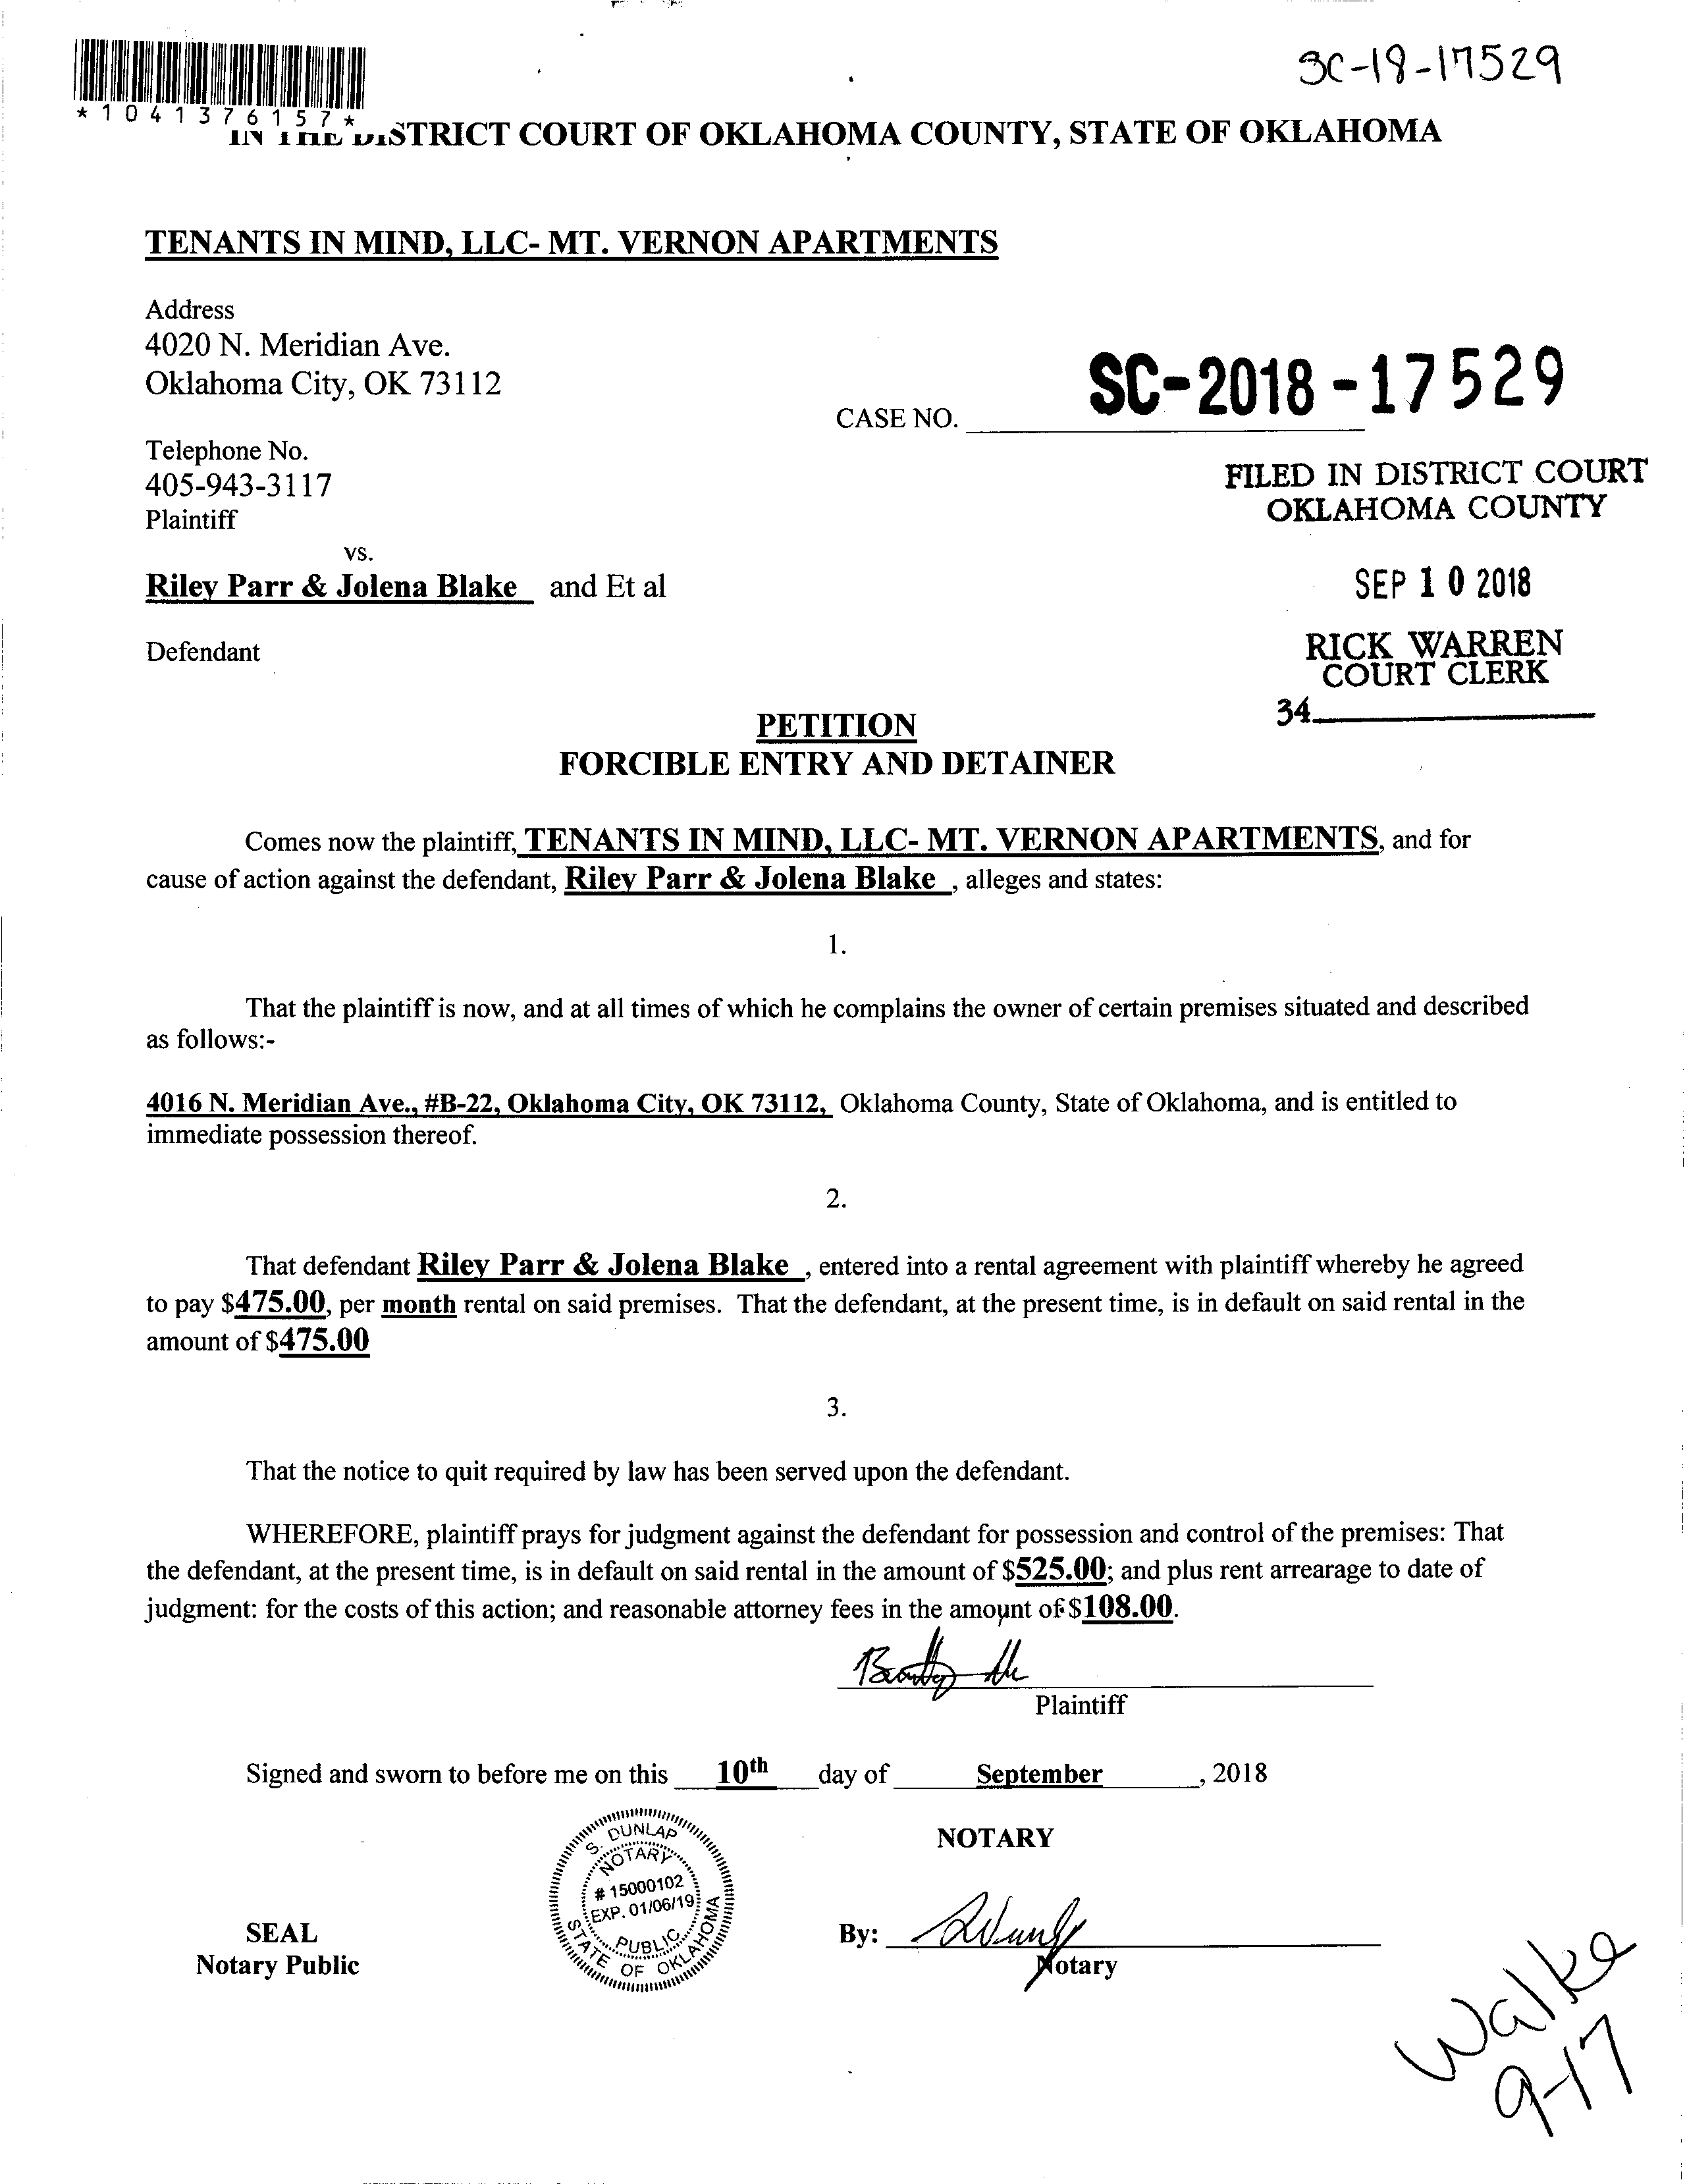 SC-18-17529
*1041376157*
IN THE DISTRICT COURT OF OKLAHOMA COUNTY, STATE OF OKLAHOMA
TENANTS IN MIND, LLC- MT. VERNON APARTMENTS
Address
4020 N. Meridian Ave.
Oklahoma City, OK 73112
CASE NO. SC-2018-17529
Telephone No.
405-943-3117
Plaintiff
FILED IN DISTRICT COURT
OKLAHOMA COUNTY
vs.
Riley Parr & Jolena Blake and Et al
SEP 10 2018
Defendant
RICK WARREN
COURT CLERK
34
PETITION
FORCIBLE ENTRY AND DETAINER
Comes now the plaintiff, TENANTS IN MIND, LLC- MT. VERNON APARTMENTS, and for
cause of action against the defendant, Riley Parr & Jolena Blake , alleges and states:
1.
That the plaintiff is now, and at all times of which he complains the owner of certain premises situated and described
as follows:-
4016 N. Meridian Ave., #B-22, Oklahoma City, OK 73112, Oklahoma County, State of Oklahoma, and is entitled to
immediate possession thereof.
2.
That defendant Riley Parr & Jolena Blake , entered into a rental agreement with plaintiff whereby he agreed
to pay $475.00, per month rental on said premises. That the defendant, at the present time, is in default on said rental in the
amount of $475.00
3.
That the notice to quit required by law has been served upon the defendant.
WHEREFORE, plaintiff prays for judgment against the defendant for possession and control of the premises: That
the defendant, at the present time, is in default on said rental in the amount of $525.00; and plus rent arrearage to date of
judgment: for the costs of this action; and reasonable attorney fees in the amount of $108.00.
Plaintiff
Signed and sworn to before me on this 10th day of September , 2018
NOTARY
S. DUNLAP
NOTARY
# 15000102
EXP. 01/06/19
PUBLIC
STATE OF OKLAHOMA
SEAL
Notary Public
By:
Notary
9-17